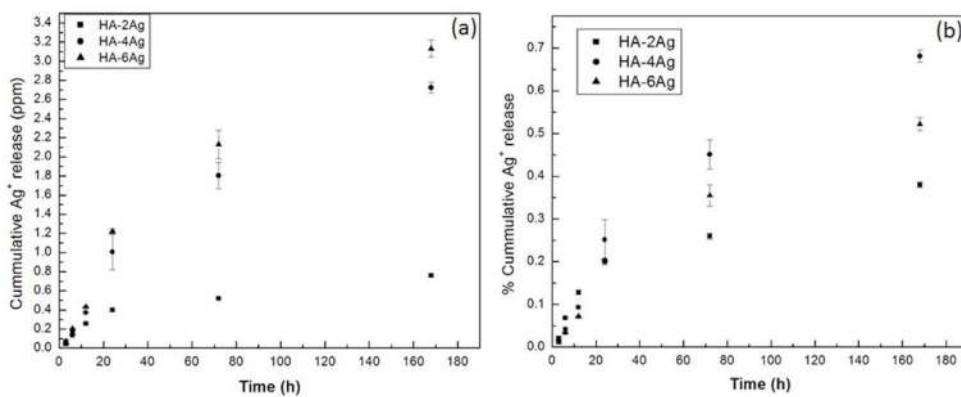 (a)
HA-2Ag
HA-4Ag
HA-6Ag
Cummulative Ag⁺ release (ppm)
3.4
3.2
3.0
2.8
2.6
2.4
2.2
2.0
1.8
1.6
1.4
1.2
1.0
0.8
0.6
0.4
0.2
0.0
0 20 40 60 80 100 120 140 160 180
Time (h)
(b)
HA-2Ag
HA-4Ag
HA-6Ag
% Cummulative Ag⁺ release
0.7
0.6
0.5
0.4
0.3
0.2
0.1
0.0
0 20 40 60 80 100 120 140 160 180
Time (h)